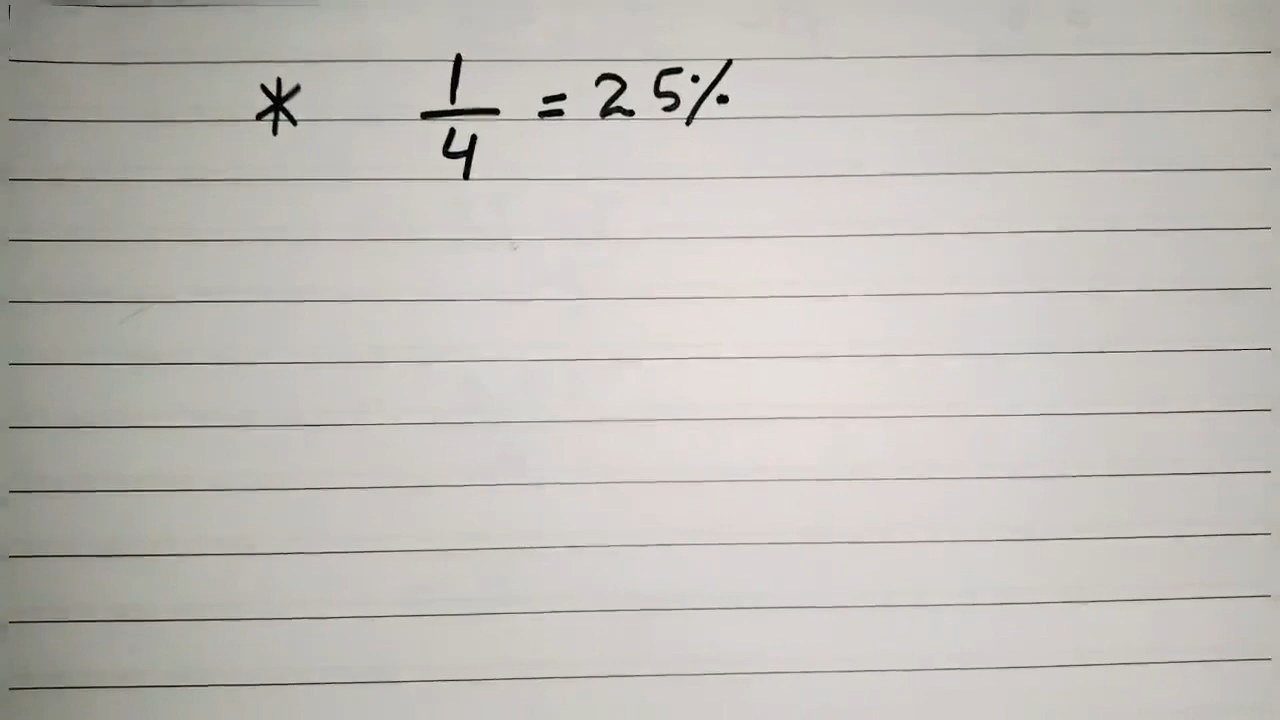 * 1/4 = 25%